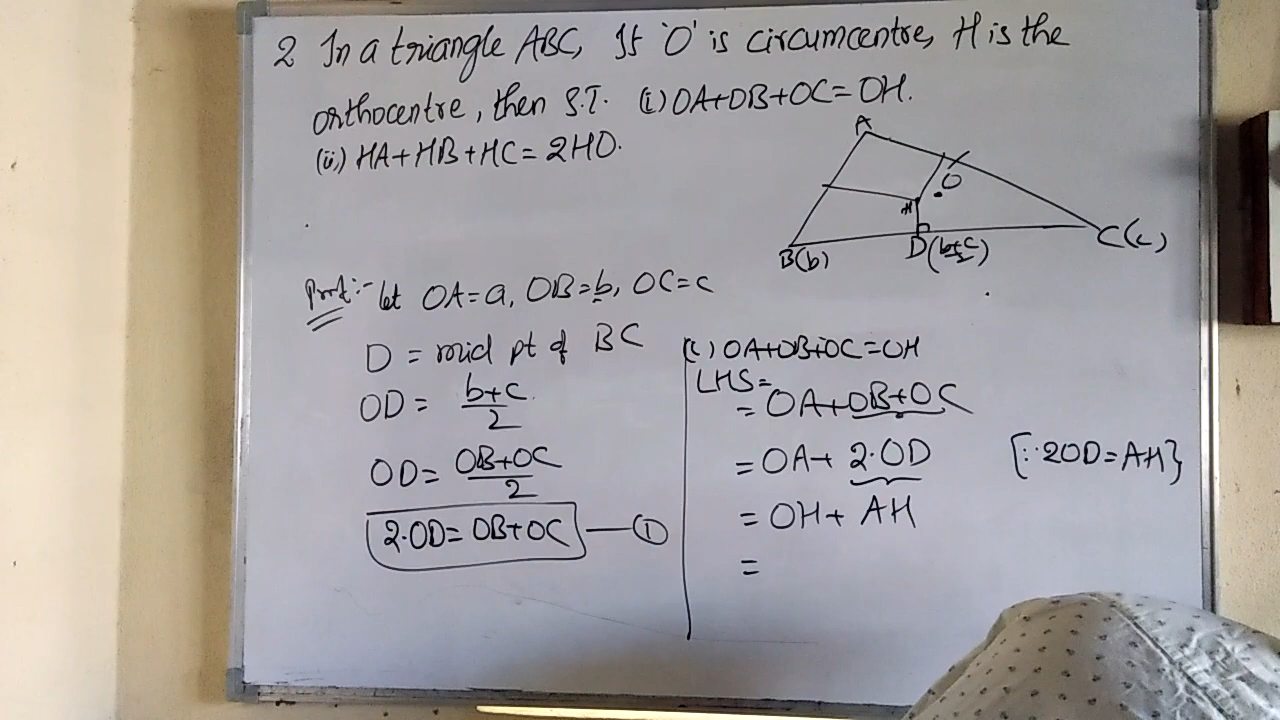 2 In a triangle ABC, If 'O' is circumcentre, H is the
orthocentre, then S.T. (i) OA+OB+OC=OH.
(ii) HA+HB+HC=2HO.
A
O
H
B(b)
D(b+c/2)
C(c)
Proof:- let OA=a, OB=b, OC=c
D = mid pt of BC
OD = b+c/2
OD = OB+OC/2
2·OD= OB+OC — ①
(i) OA+OB+OC=OH
LHS=
= OA+OB+OC
= OA+ 2·OD [∵ 2OD=AH}
= OH+ AH
=